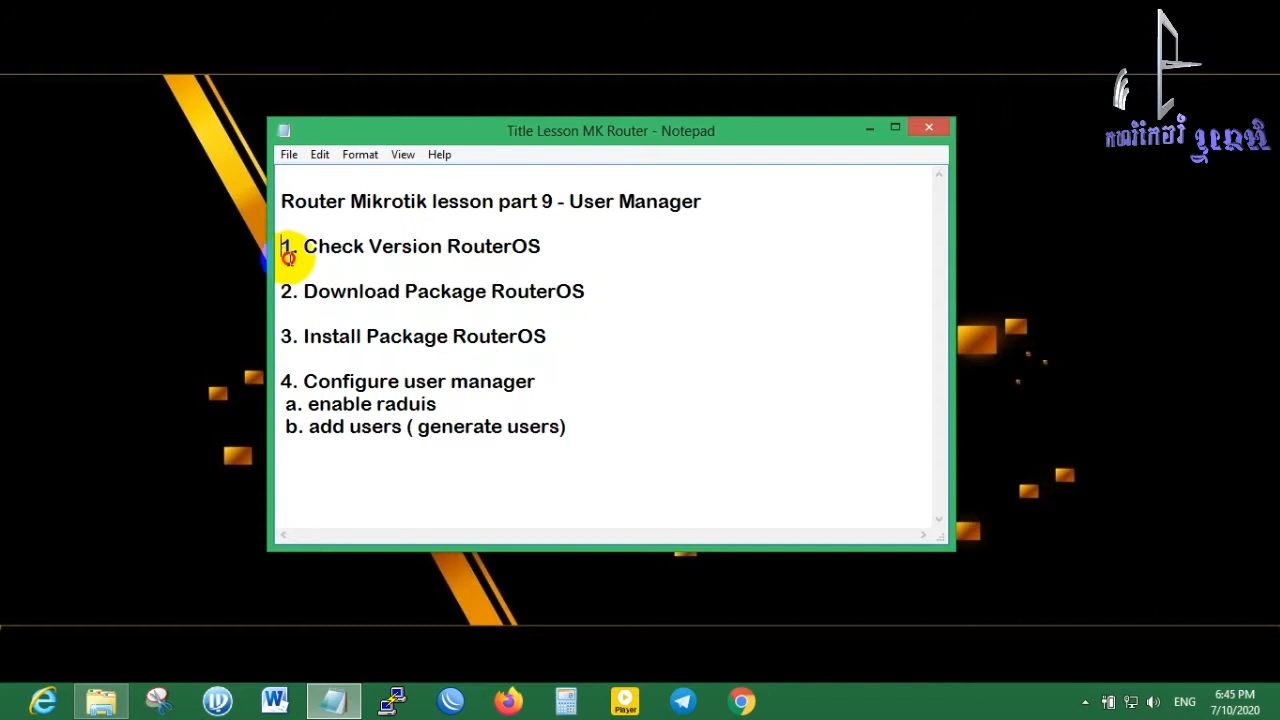 Title Lesson MK Router - Notepad
File Edit Format View Help
Router Mikrotik lesson part 9 - User Manager
1. Check Version RouterOS
2. Download Package RouterOS
3. Install Package RouterOS
4. Configure user manager
a. enable raduis
b. add users ( generate users)
Player
ENG
6:45 PM
7/10/2020